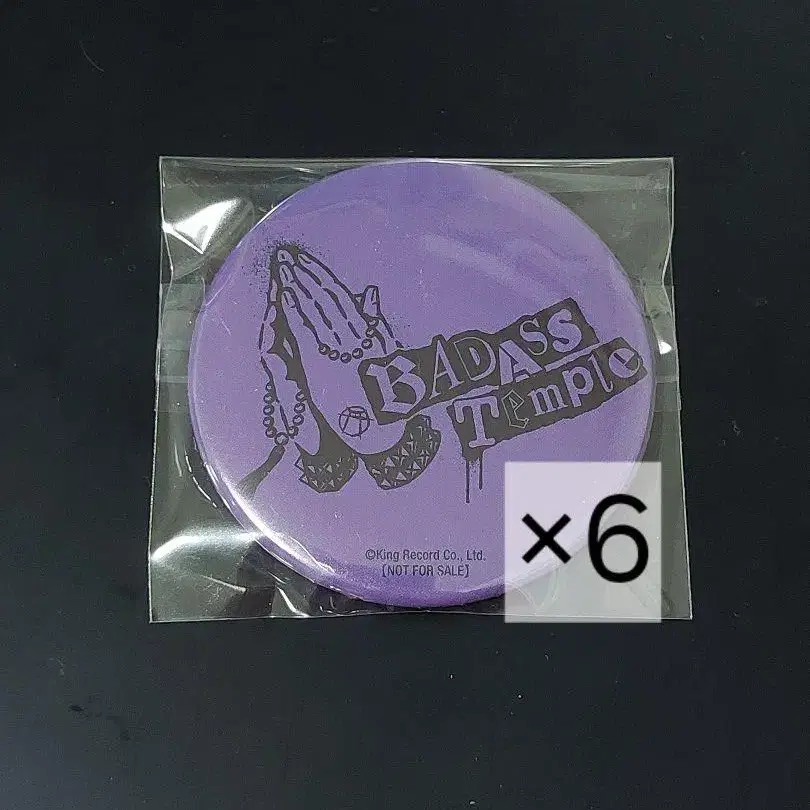 BADASS
Temple
©King Record Co., Ltd.
【NOT FOR SALE】
×6